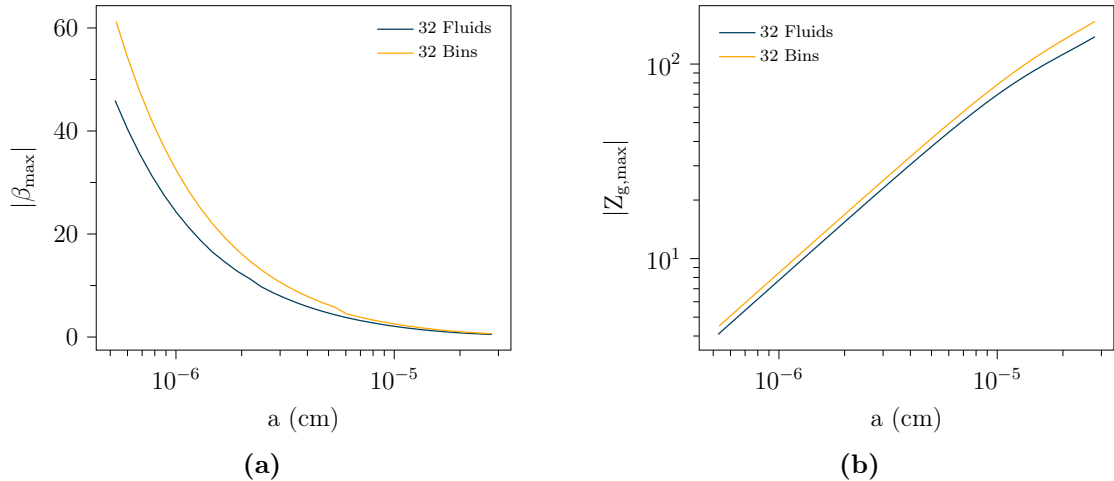 60
40
20
0
|β_max|
32 Fluids
32 Bins
10^−6
10^−5
a (cm)
(a)
10^2
10^1
|Z_g,max|
32 Fluids
32 Bins
10^−6
10^−5
a (cm)
(b)